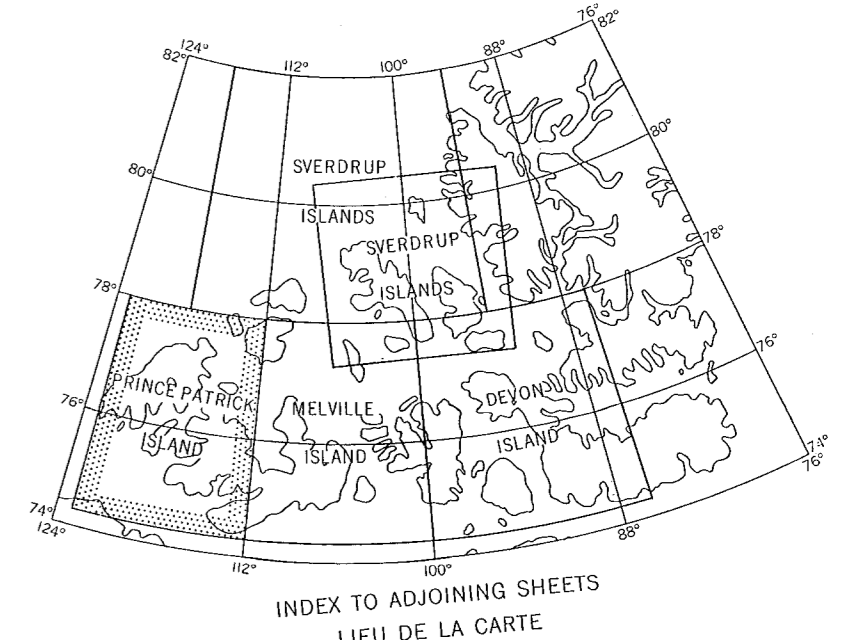 76°
82°
88°
124°
82°
112°
100°
80°
80°
SVERDRUP
ISLANDS
SVERDRUP
ISLANDS
78°
78°
76°
PRINCE PATRICK
ISLAND
MELVILLE
ISLAND
DEVON
ISLAND
76°
74°
76°
74°
124°
112°
100°
88°
INDEX TO ADJOINING SHEETS
LIEU DE LA CARTE